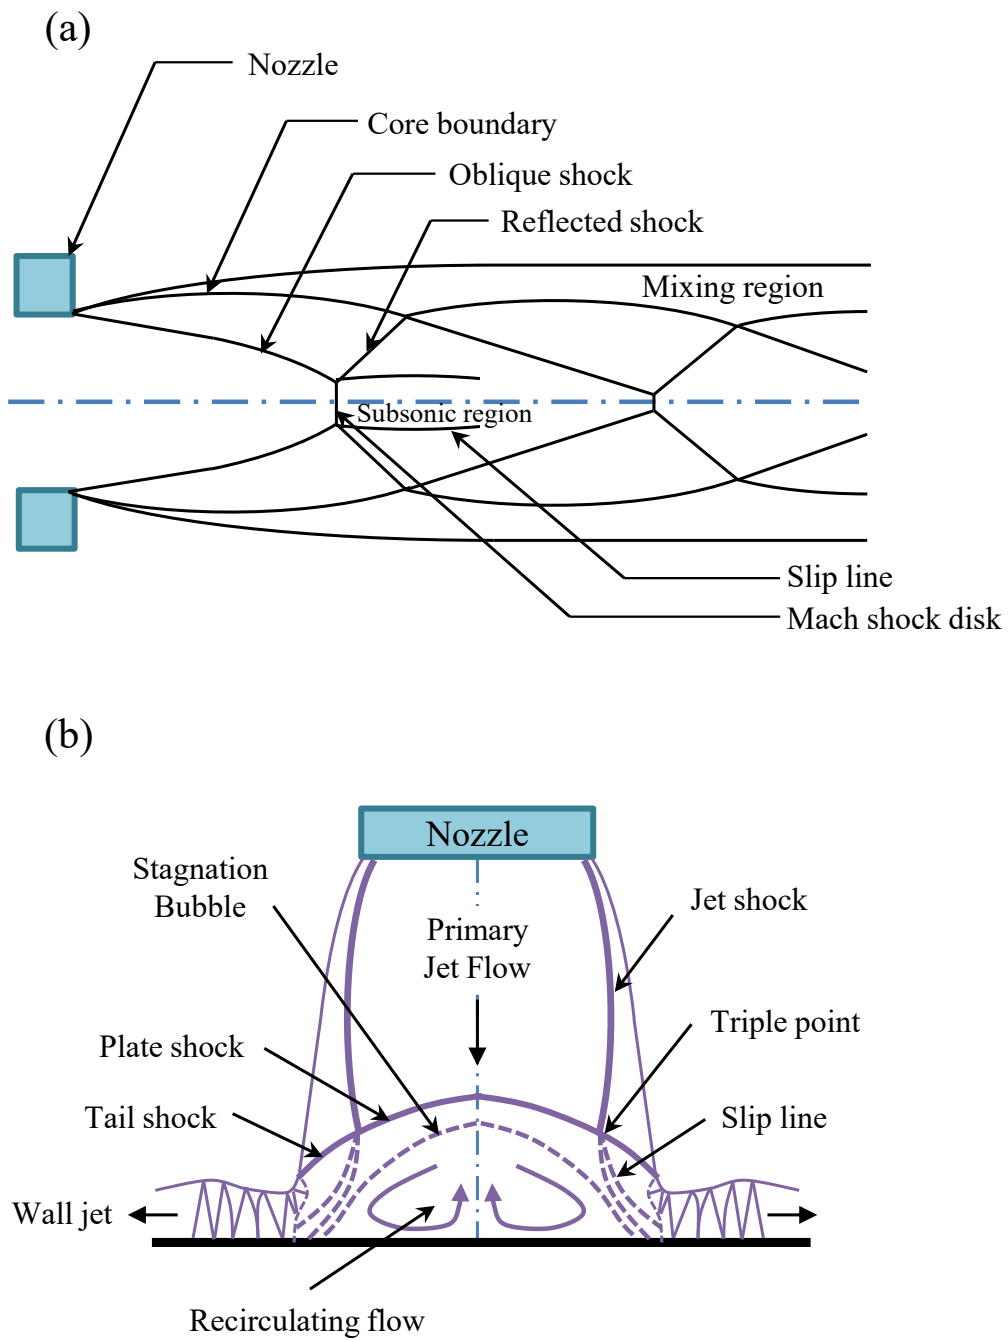 (a)
Nozzle
Core boundary
Oblique shock
Reflected shock
Mixing region
Subsonic region
Slip line
Mach shock disk
(b)
Nozzle
Stagnation
Bubble
Jet shock
Primary
Jet Flow
Triple point
Plate shock
Tail shock
Slip line
Wall jet
Recirculating flow